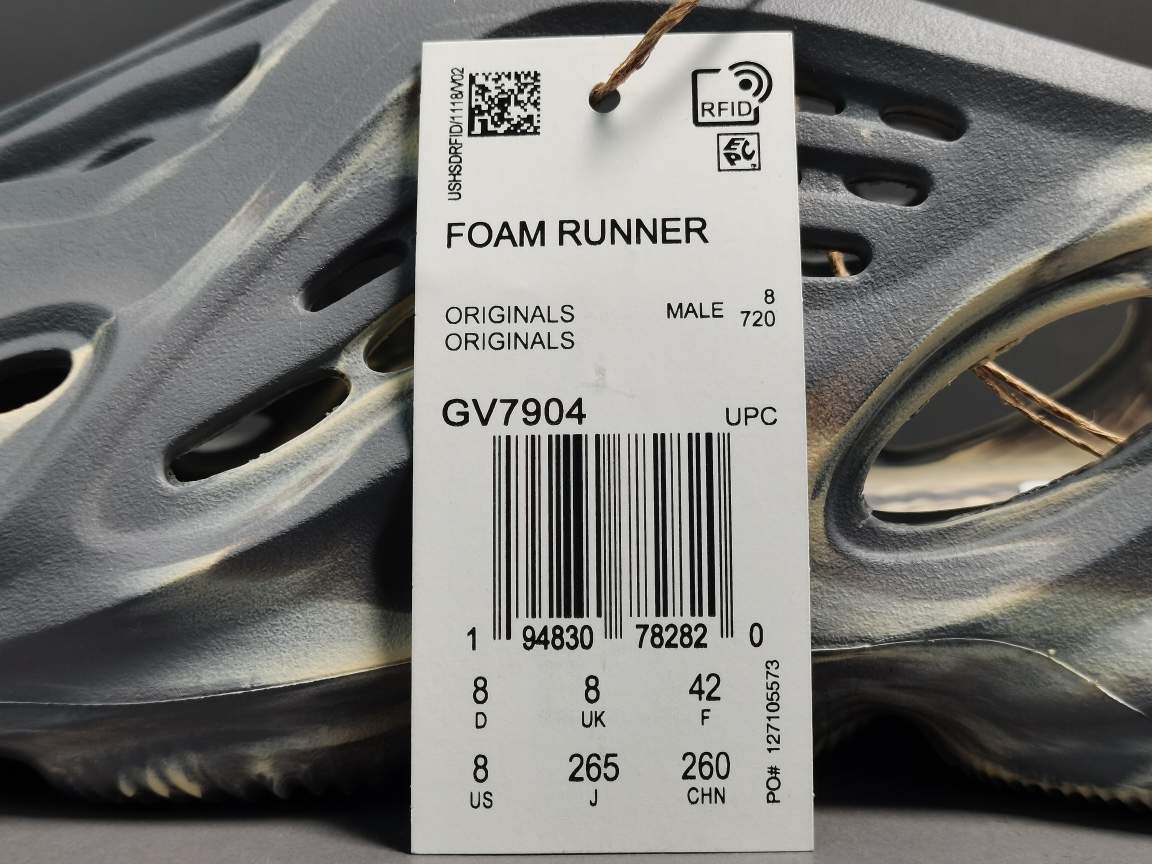 USHSDRFID/1118/V02
RFID
EPC
FOAM RUNNER
ORIGINALS MALE 8
ORIGINALS 720
GV7904 UPC
1 94830 78282 0
8 8 42
D UK F
8 265 260
US J CHN
PO# 127105573